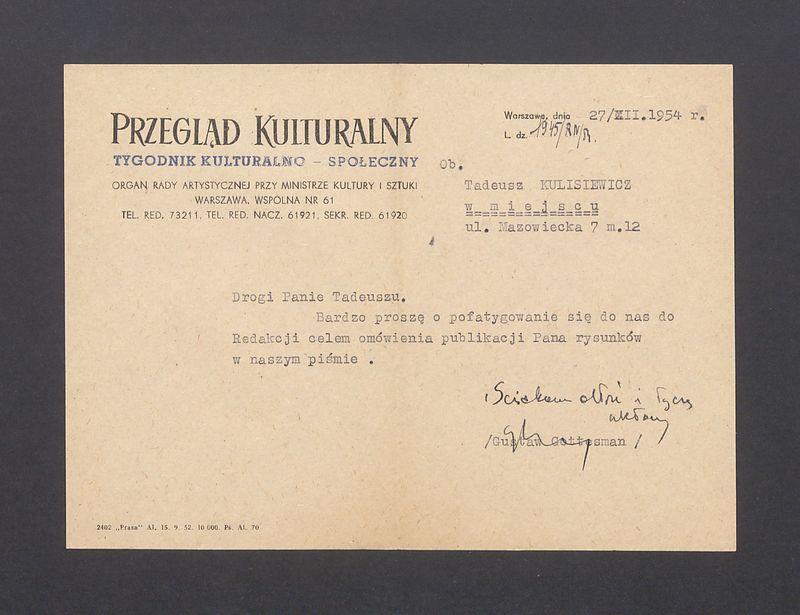 PRZEGLĄD KULTURALNY
TYGODNIK KULTURALNO - SPOŁECZNY
ORGAN RADY ARTYSTYCZNEJ PRZY MINISTRZE KULTURY I SZTUKI
WARSZAWA, WSPÓLNA NR 61
TEL. RED. 73211, TEL. RED. NACZ. 61921, SEKR. RED. 61920
Warszawa, dnia 27/XII.1954 r.
L. dz. 1945/RN/54.
Ob.
Tadeusz KULISIEWICZ
w miejscu
ul. Mazowiecka 7 m.12
Drogi Panie Tadeuszu.
Bardzo proszę o pofatygowanie się do nas do
Redakcji celem omówienia publikacji Pana rysunków
w naszym piśmie .
Ściskam dłoń i łączę
ukłony
/Gustaw Gottesman /
2402 „Prasa" Al. 15. 9. 52. 10 000. Pś. Al. 70